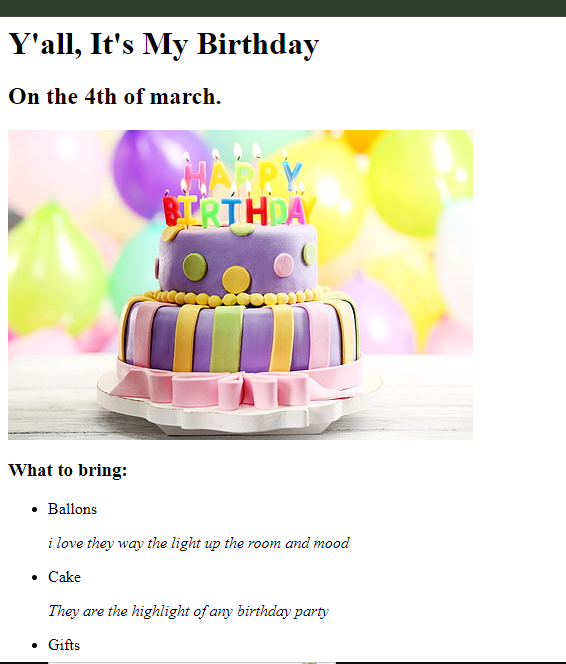 Y'all, It's My Birthday
On the 4th of march.
HAPPY
BIRTHDAY
What to bring:
Ballons
i love they way the light up the room and mood
Cake
They are the highlight of any birthday party
Gifts